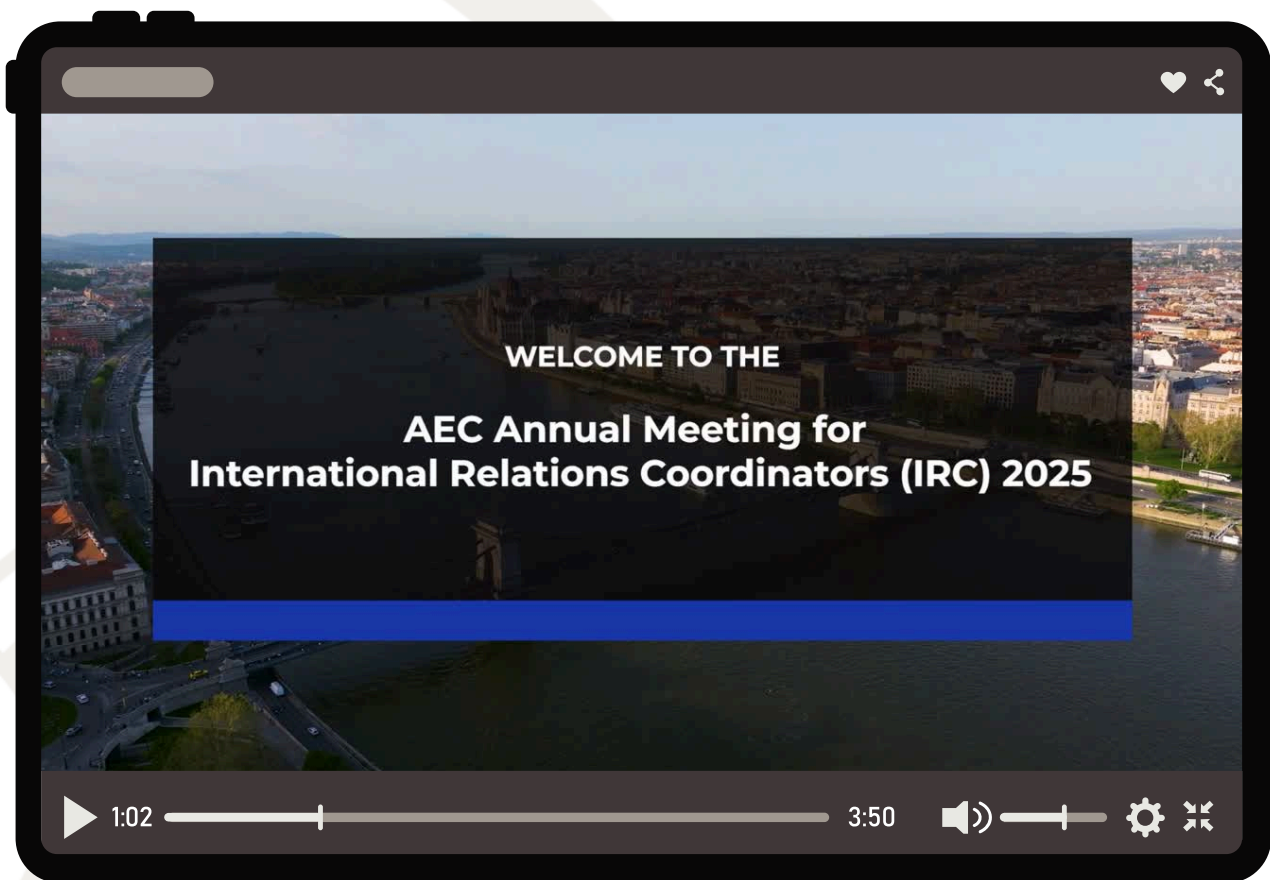 WELCOME TO THE
AEC Annual Meeting for
International Relations Coordinators (IRC) 2025
1:02
3:50